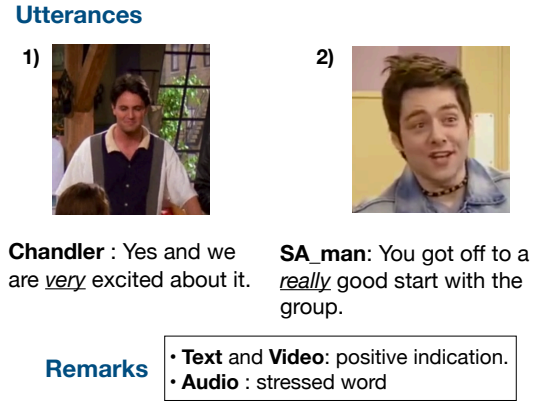 Utterances
1)
2)
Chandler : Yes and we
are very excited about it.
SA_man: You got off to a
really good start with the
group.
Remarks
• Text and Video: positive indication.
• Audio : stressed word